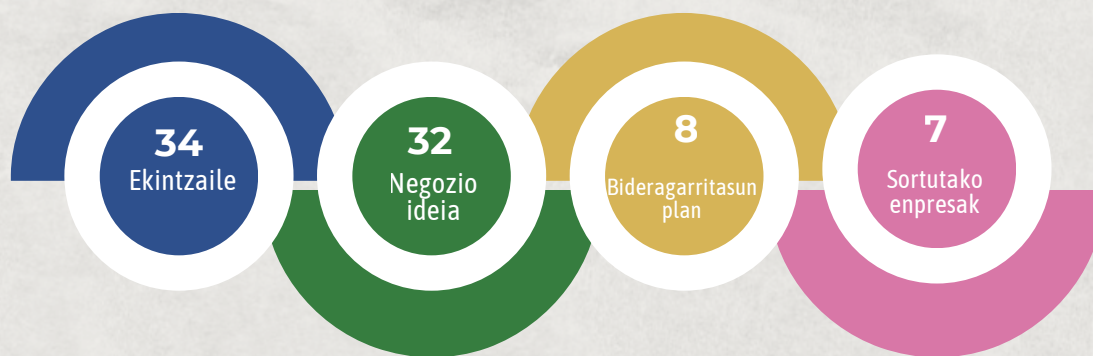 34
Ekintzaile
32
Negozio
ideia
8
Bideragarritasun
plan
7
Sortutako
enpresak